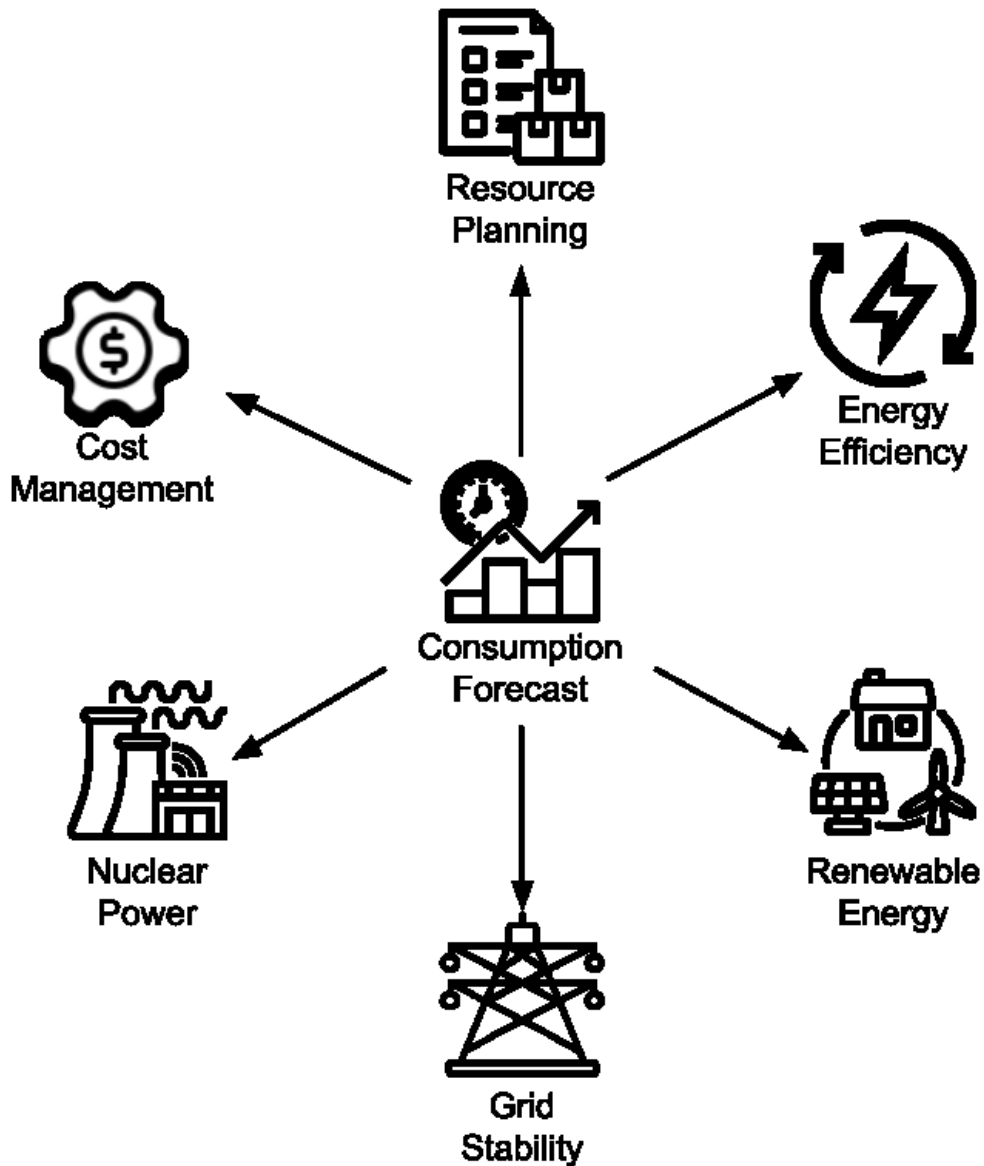 Resource
Planning
Energy
Efficiency
$
Cost
Management
Consumption
Forecast
Nuclear
Power
Renewable
Energy
Grid
Stability